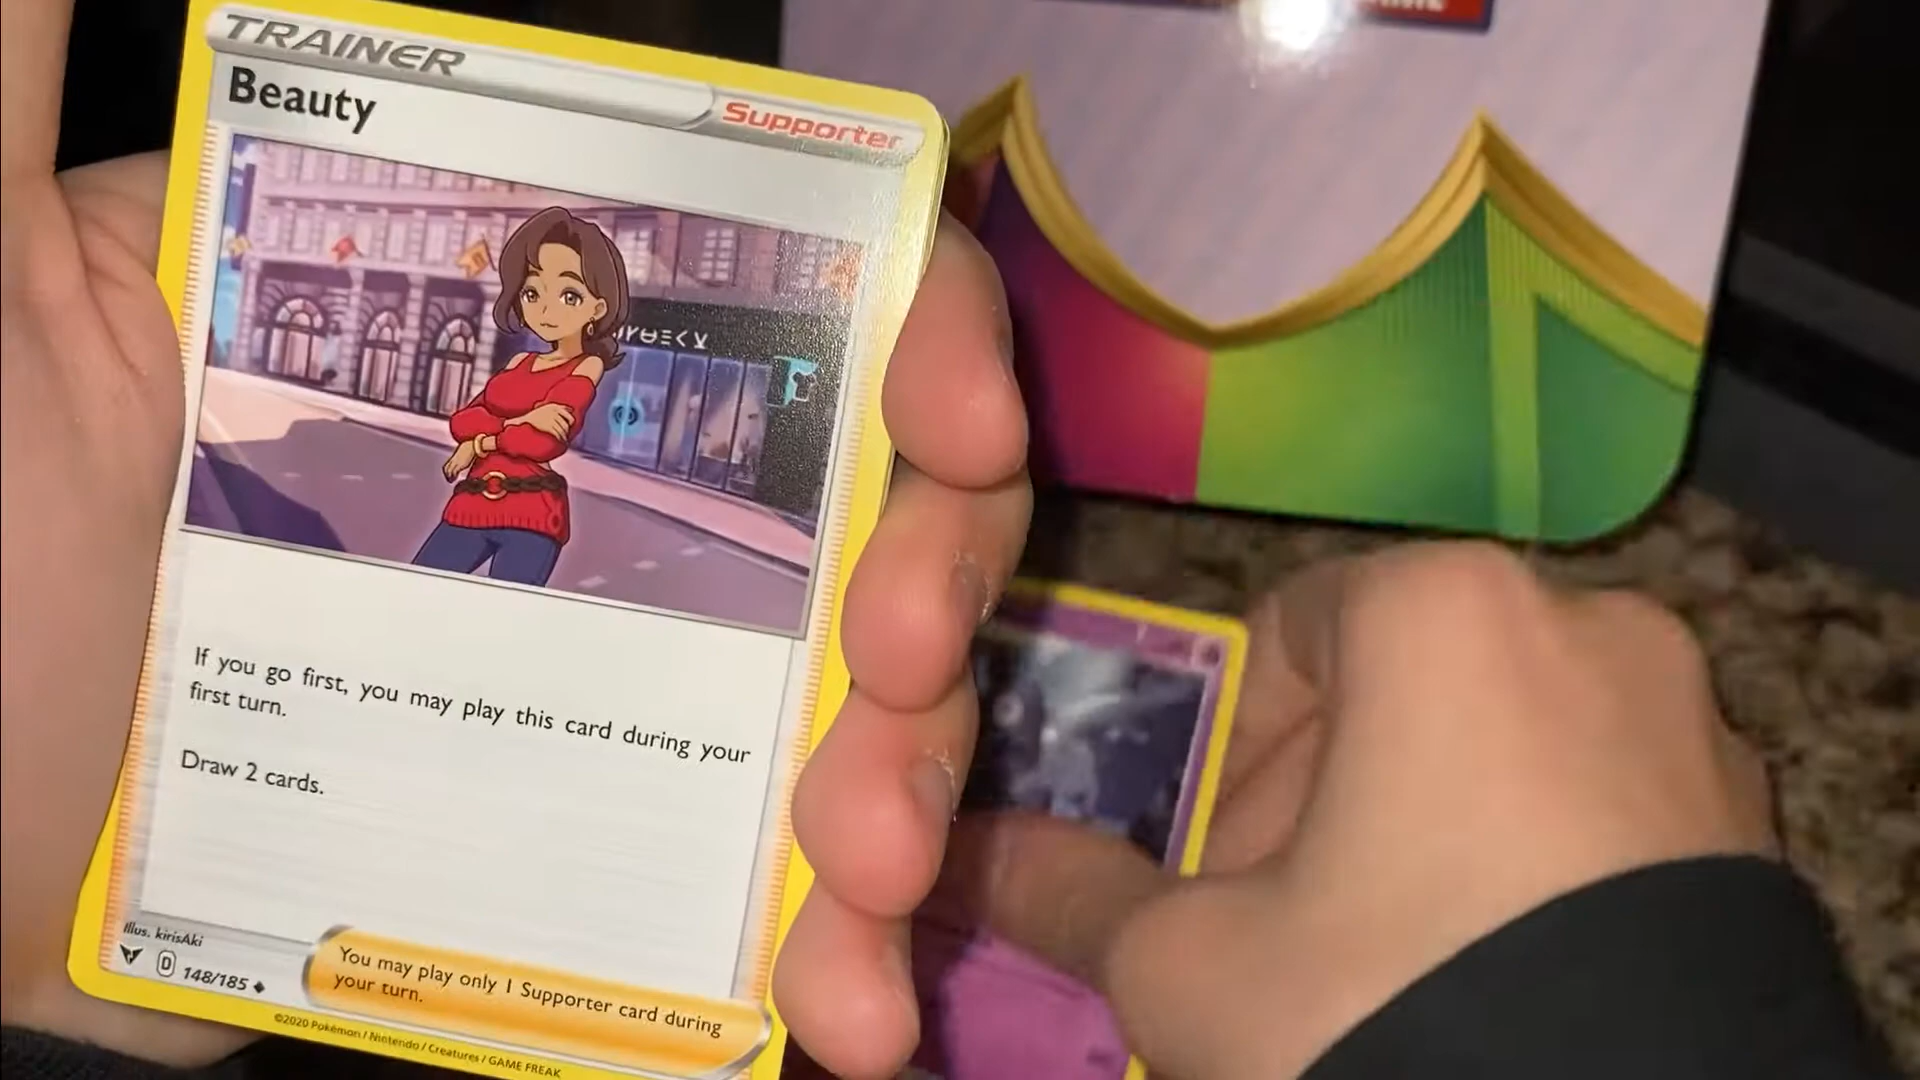 TRAINER
Beauty
Supporter
If you go first, you may play this card during your
first turn.
Draw 2 cards.
Illus. kirisAki
D 148/185
You may play only 1 Supporter card during
your turn.
©2020 Pokémon / Nintendo / Creatures / GAME FREAK